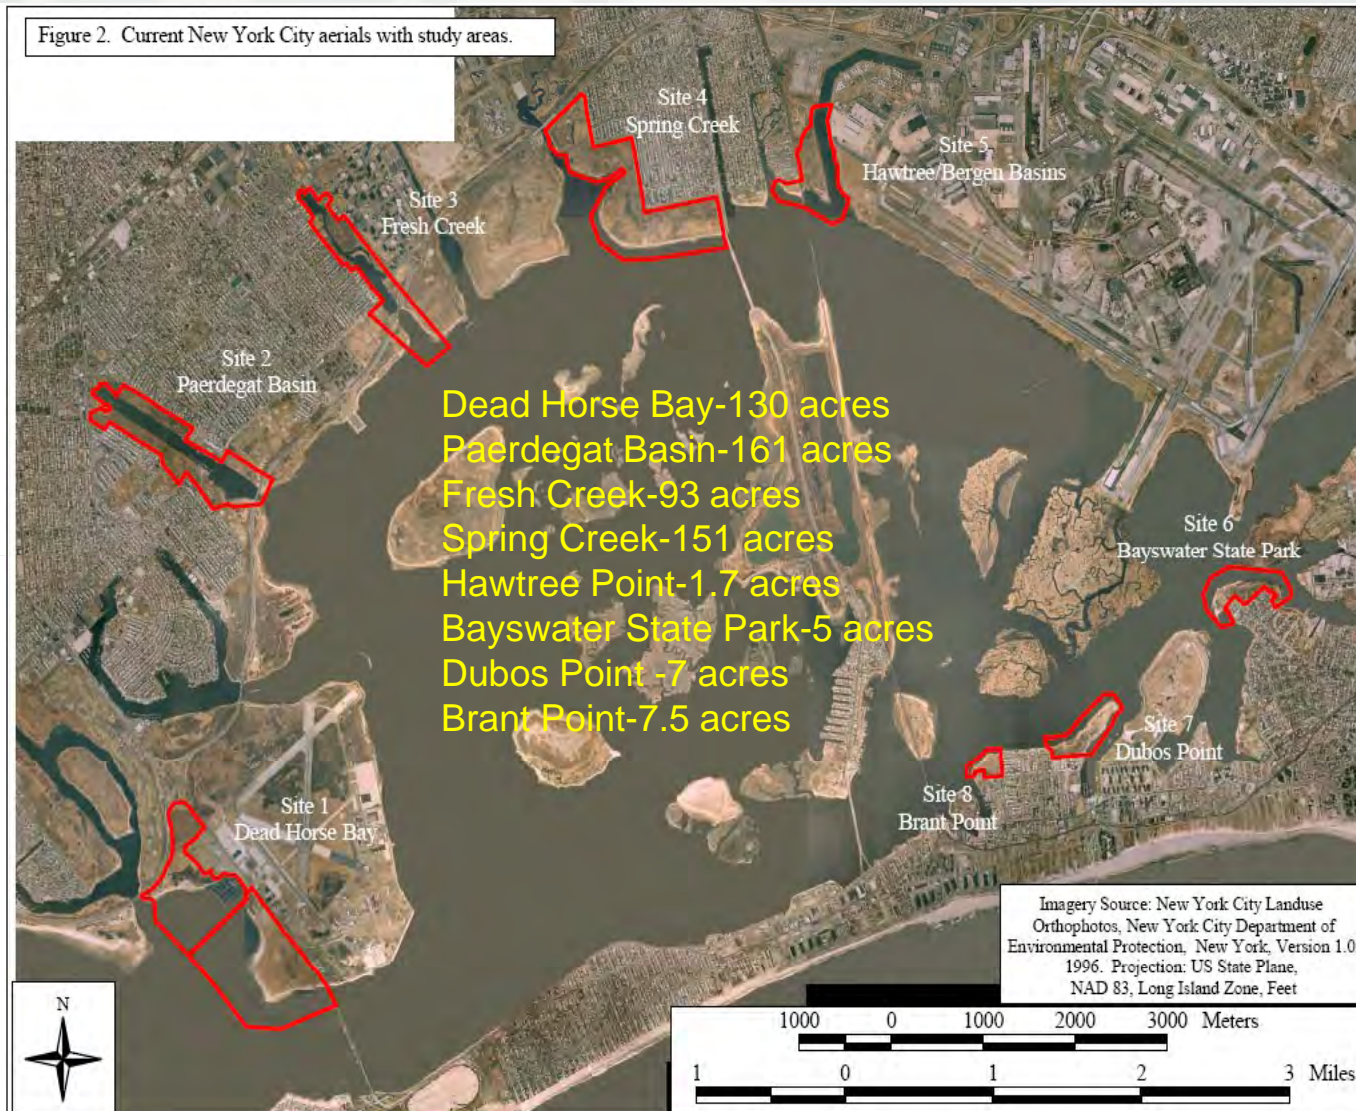 Figure 2.  Current New York City aerials with study areas.
Site 4
Spring Creek
Site 5
Hawtree/Bergen Basins
Site 3
Fresh Creek
Site 2
Paerdegat Basin
Dead Horse Bay-130 acres
Paerdegat Basin-161 acres
Fresh Creek-93 acres
Spring Creek-151 acres
Hawtree Point-1.7 acres
Bayswater State Park-5 acres
Dubos Point -7 acres
Brant Point-7.5 acres
Site 6
Bayswater State Park
Site 7
Dubos Point
Site 8
Brant Point
Site 1
Dead Horse Bay
Imagery Source: New York City Landuse
Orthophotos, New York City Department of
Environmental Protection,  New York, Version 1.0
1996.  Projection: US State Plane,
NAD 83, Long Island Zone, Feet
N
1000 0 1000 2000 3000 Meters
1 0 1 2 3 Miles